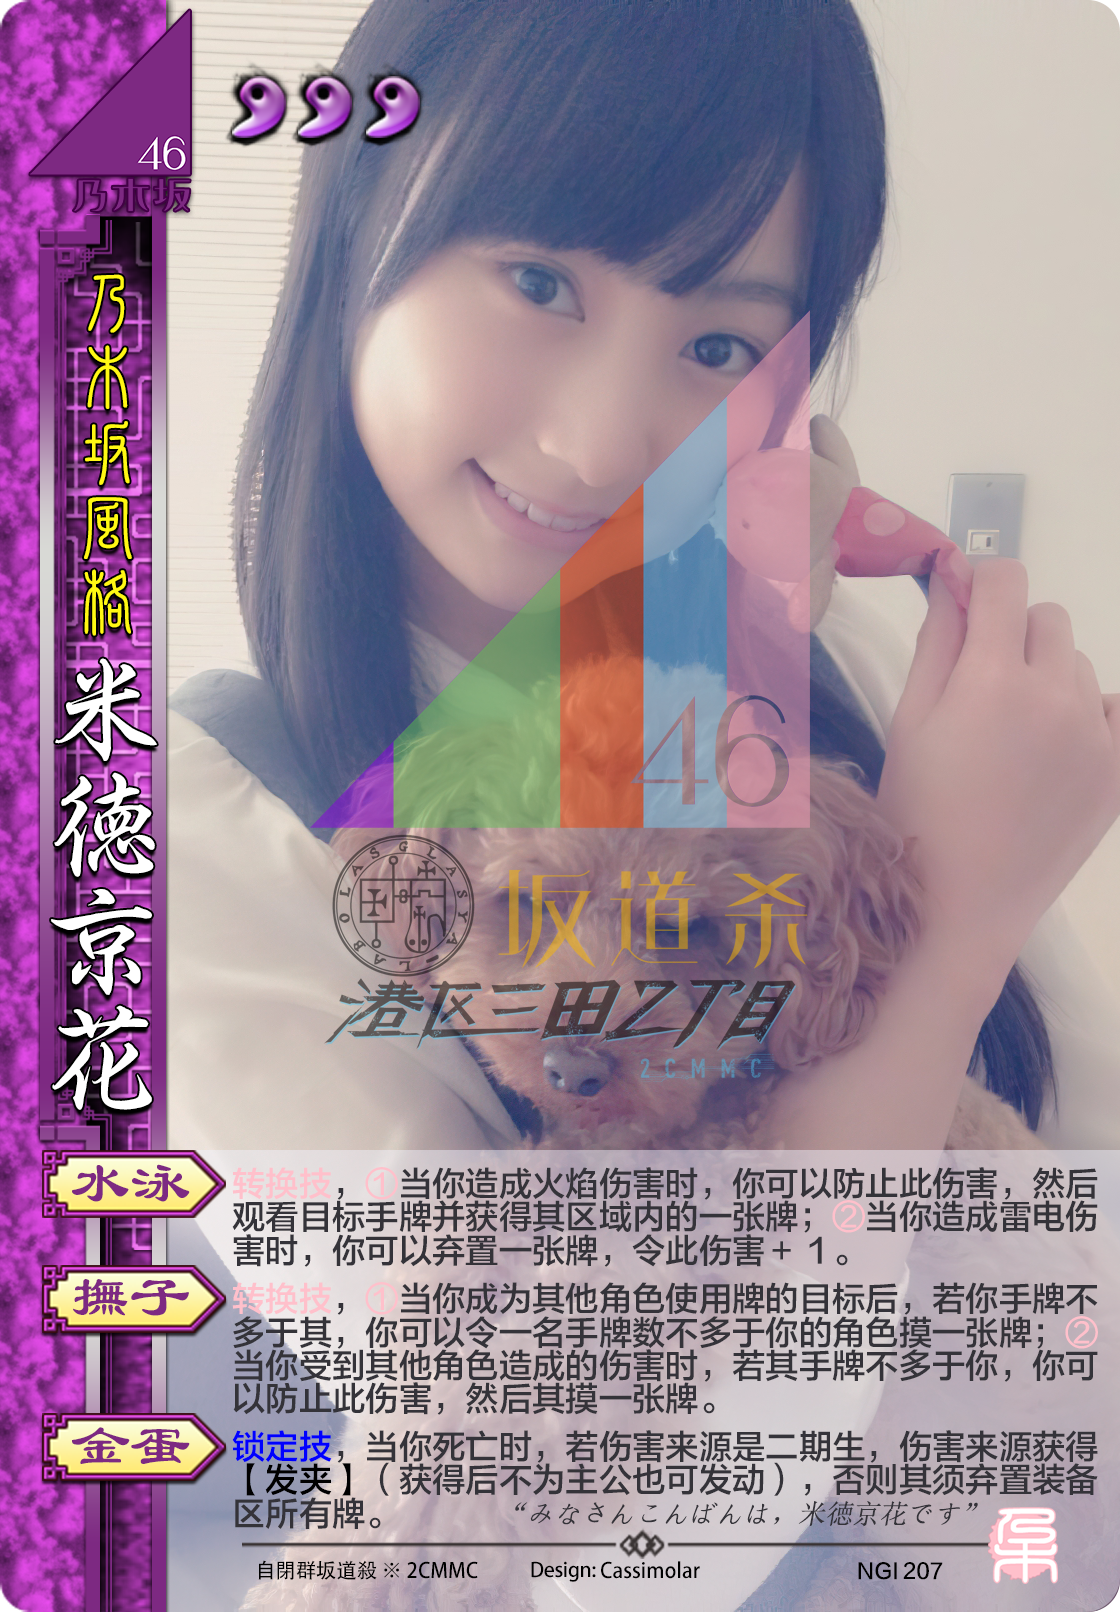 46
乃木坂
乃木坂風格
米徳京花
46
GLASYA LABOLAS
坂道杀
港区三田2丁目
2CMMC
水泳
转换技，①当你造成火焰伤害时，你可以防止此伤害，然后
观看目标手牌并获得其区域内的一张牌；②当你造成雷电伤
害时，你可以弃置一张牌，令此伤害＋１。
撫子
转换技，①当你成为其他角色使用牌的目标后，若你手牌不
多于其，你可以令一名手牌数不多于你的角色摸一张牌；②
当你受到其他角色造成的伤害时，若其手牌不多于你，你可
以防止此伤害，然后其摸一张牌。
金蛋
锁定技，当你死亡时，若伤害来源是二期生，伤害来源获得
【发夹】（获得后不为主公也可发动），否则其须弃置装备
区所有牌。
“みなさんこんばんは，米徳京花です”
自閉群坂道殺 ※ 2CMMC
Design: Cassimolar
NGI 207